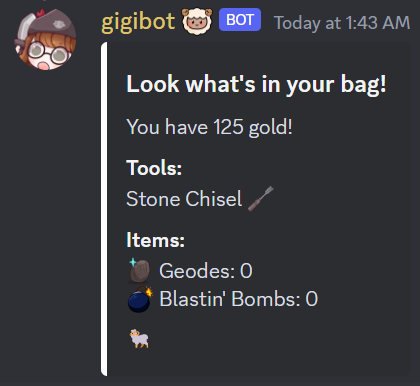 gigibot BOT Today at 1:43 AM
Look what's in your bag!
You have 125 gold!
Tools:
Stone Chisel
Items:
Geodes: 0
Blastin' Bombs: 0